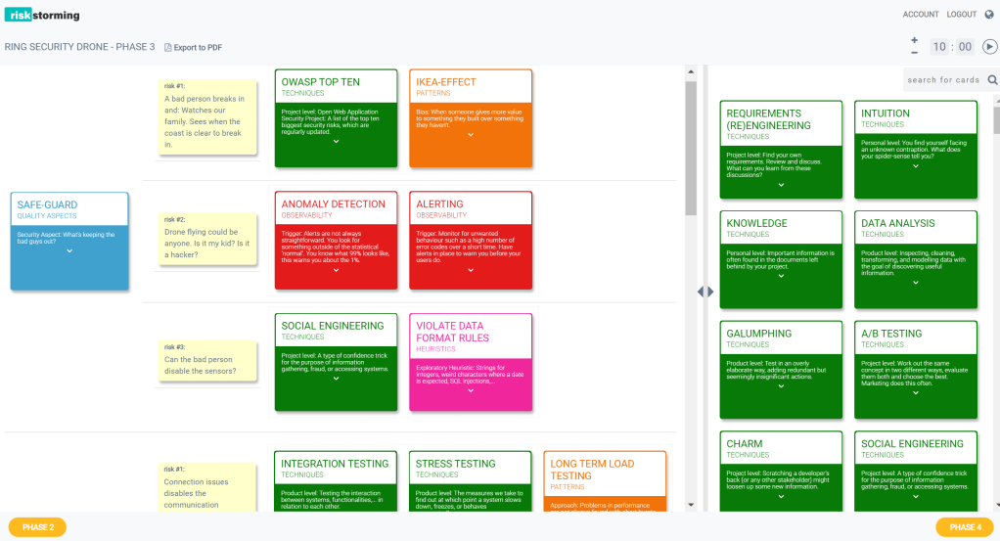 riskstorming
ACCOUNT LOGOUT
RING SECURITY DRONE - PHASE 3 Export to PDF
+
−
10 : 00
search for cards
SAFE-GUARD
QUALITY ASPECTS
Security Aspect: What's keeping the
bad guys out?
risk #1:
A bad person breaks in
and: Watches our
family. Sees when the
coast is clear to break
in.
OWASP TOP TEN
TECHNIQUES
Project level: Open Web Application
Security Project: A list of the top ten
biggest security risks, which are
regularly updated.
IKEA-EFFECT
PATTERNS
Bias: When someone gives more value
to something they built over something
they haven't.
risk #2:
Drone flying could be
anyone. Is it my kid? Is it
a hacker?
ANOMALY DETECTION
OBSERVABILITY
Trigger: Alerts are not always
straightforward. You look for
something outside of the statistical
'normal'. You know what 99% looks like,
this warns you about the 1%.
ALERTING
OBSERVABILITY
Trigger: Monitor for unwanted
behaviour such as a high number of
error codes over a short time. Have
alerts in place to warn you before your
users do.
risk #3:
Can the bad person
disable the sensors?
SOCIAL ENGINEERING
TECHNIQUES
Project level: A type of confidence trick
for the purpose of information
gathering, fraud, or accessing systems.
VIOLATE DATA
FORMAT RULES
HEURISTICS
Exploratory Heuristic: Strings for
integers, weird characters where a date
is expected, SQL injections,...
risk #1:
Connection issues
disables the
communication
INTEGRATION TESTING
TECHNIQUES
Product level: Testing the interaction
between systems, functionalities,... in
relation to each other.
STRESS TESTING
TECHNIQUES
Product level: The measures we take to
find out at which point a system slows
down, freezes, or behaves
LONG TERM LOAD
TESTING
PATTERNS
Approach: Problems in performance
REQUIREMENTS
(RE)ENGINEERING
TECHNIQUES
Project level: Find your own
requirements. Review and discuss.
What can you learn from these
discussions?
INTUITION
TECHNIQUES
Personal level: You find yourself facing
an unknown contraption. What does
your spider-sense tell you?
KNOWLEDGE
TECHNIQUES
Personal level: Important information is
often found in the documents left
behind by your project.
DATA ANALYSIS
TECHNIQUES
Product level: Inspecting, cleaning,
transforming, and modelling data with
the goal of discovering useful
information.
GALUMPHING
TECHNIQUES
Product level: Test in an overly
elaborate way, adding redundant but
seemingly insignificant actions.
A/B TESTING
TECHNIQUES
Project level: Work out the same
concept in two different ways, evaluate
them both and choose the best.
Marketing does this often.
CHARM
TECHNIQUES
Project level: Scratching a developer's
back (or any other stakeholder) might
loosen up some new information.
SOCIAL ENGINEERING
TECHNIQUES
Project level: A type of confidence trick
for the purpose of information
gathering, fraud, or accessing systems.
PHASE 2
PHASE 4